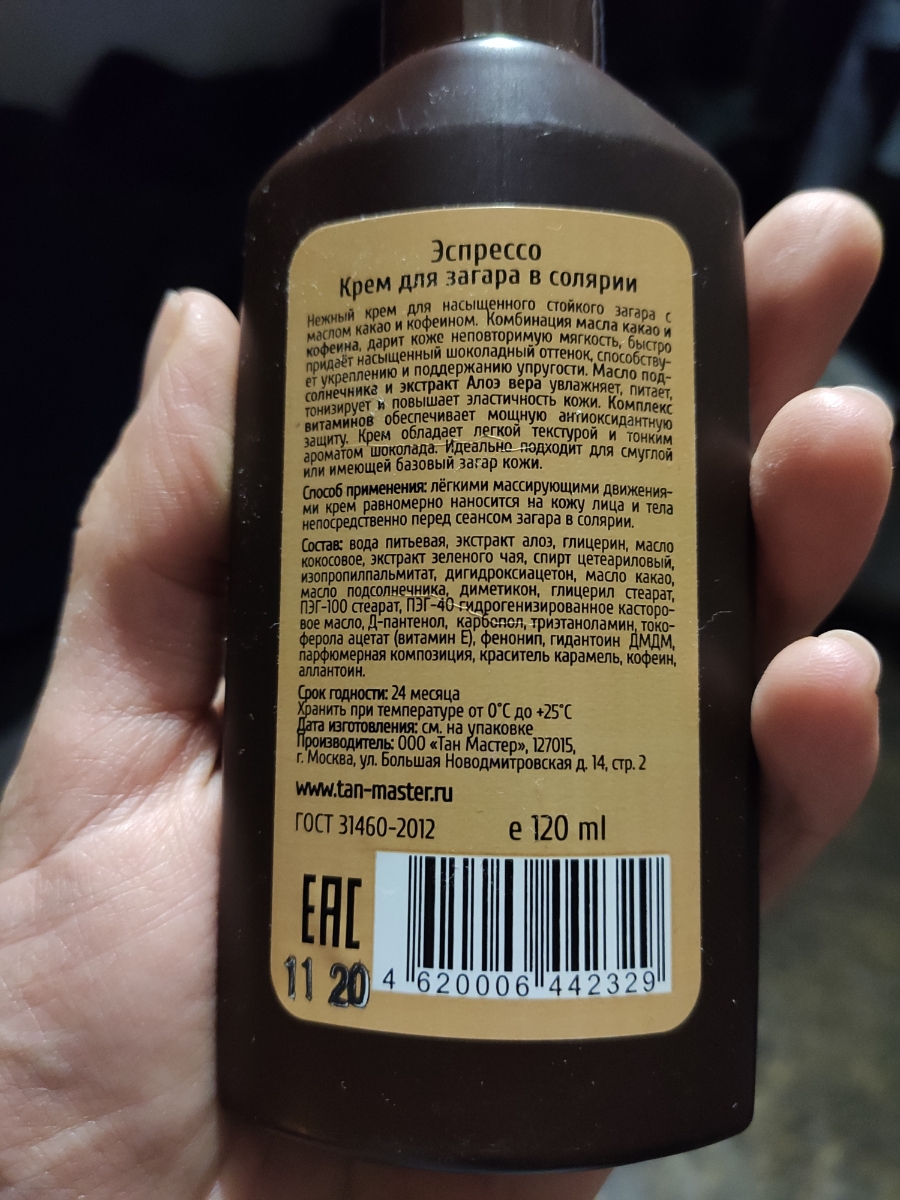 Эспрессо
Крем для загара в солярии
Нежный крем для насыщенного стойкого загара с
маслом какао и кофеином. Комбинация масла какао и
кофеина, дарит коже неповторимую мягкость, быстро
придаёт насыщенный шоколадный оттенок, способству-
ет укреплению и поддержанию упругости. Масло под-
солнечника и экстракт Алоэ вера увлажняет, питает,
тонизирует и повышает эластичность кожи. Комплекс
витаминов обеспечивает мощную антиоксидантную
защиту. Крем обладает легкой текстурой и тонким
ароматом шоколада. Идеально подходит для смуглой
или имеющей базовый загар кожи.
Способ применения: лёгкими массирующими движения-
ми крем равномерно наносится на кожу лица и тела
непосредственно перед сеансом загара в солярии.
Состав: вода питьевая, экстракт алоэ, глицерин, масло
кокосовое, экстракт зеленого чая, спирт цетеариловый,
изопропилпальмитат, дигидроксиацетон, масло какао,
масло подсолнечника, диметикон, глицерил стеарат,
ПЭГ-100 стеарат, ПЭГ-40 гидрогенизированное касторо-
вое масло, Д-пантенол, карбопол, триэтаноламин, токо-
ферола ацетат (витамин Е), фенонип, гидантоин ДМДМ,
парфюмерная композиция, краситель карамель, кофеин,
аллантоин.
Срок годности: 24 месяца
Хранить при температуре от 0°С до +25°С
Дата изготовления: см. на упаковке
Производитель: ООО «Тан Мастер», 127015,
г. Москва, ул. Большая Новодмитровская д. 14, стр. 2
www.tan-master.ru
ГОСТ 31460-2012 e 120 ml
EAC
11 20
4 620006 442329